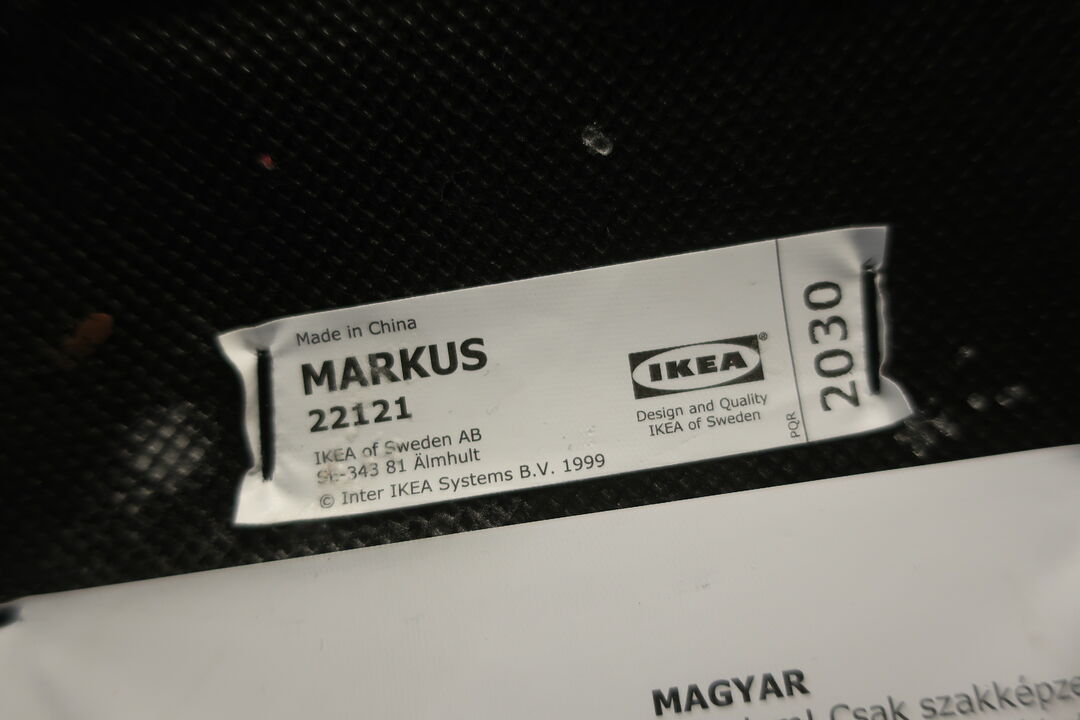 Made in China
MARKUS
22121
IKEA of Sweden AB
SE-343 81 Älmhult
© Inter IKEA Systems B.V. 1999
IKEA®
Design and Quality
IKEA of Sweden
PQR
2030
MAGYAR
Csak